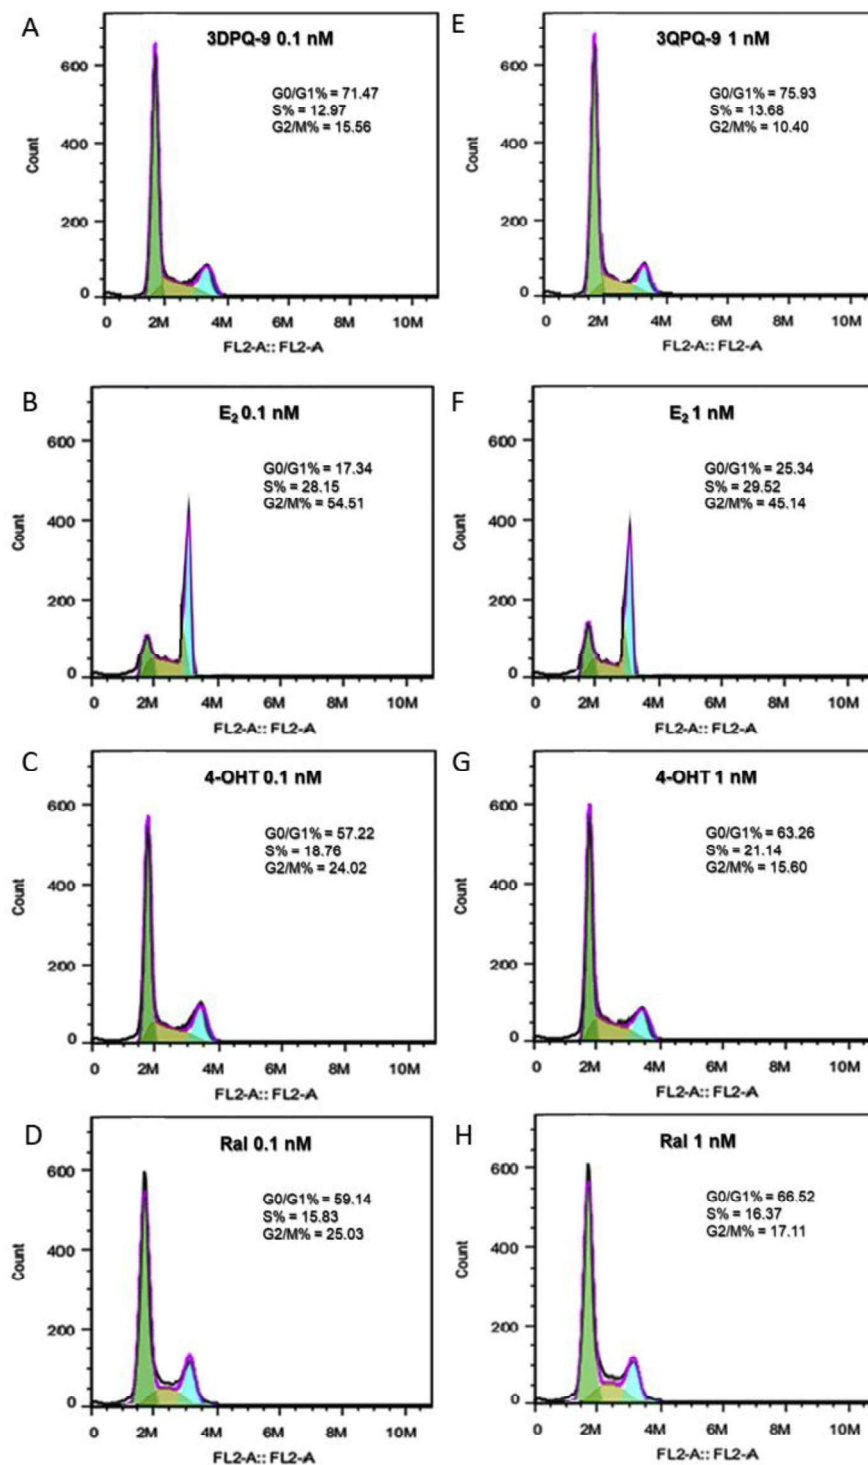 A
3DPQ-9 0.1 nM
G0/G1% = 71.47
S% = 12.97
G2/M% = 15.56
Count
600
400
200
0
0 2M 4M 6M 8M 10M
FL2-A:: FL2-A
E
3QPQ-9 1 nM
G0/G1% = 75.93
S% = 13.68
G2/M% = 10.40
Count
600
400
200
0
0 2M 4M 6M 8M 10M
FL2-A:: FL2-A
B
E₂ 0.1 nM
G0/G1% = 17.34
S% = 28.15
G2/M% = 54.51
Count
600
400
200
0
0 2M 4M 6M 8M 10M
FL2-A:: FL2-A
F
E₂ 1 nM
G0/G1% = 25.34
S% = 29.52
G2/M% = 45.14
Count
600
400
200
0
0 2M 4M 6M 8M 10M
FL2-A:: FL2-A
C
4-OHT 0.1 nM
G0/G1% = 57.22
S% = 18.76
G2/M% = 24.02
Count
600
400
200
0
0 2M 4M 6M 8M 10M
FL2-A:: FL2-A
G
4-OHT 1 nM
G0/G1% = 63.26
S% = 21.14
G2/M% = 15.60
Count
600
400
200
0
0 2M 4M 6M 8M 10M
FL2-A:: FL2-A
D
Ral 0.1 nM
G0/G1% = 59.14
S% = 15.83
G2/M% = 25.03
Count
600
400
200
0
0 2M 4M 6M 8M 10M
FL2-A:: FL2-A
H
Ral 1 nM
G0/G1% = 66.52
S% = 16.37
G2/M% = 17.11
Count
600
400
200
0
0 2M 4M 6M 8M 10M
FL2-A:: FL2-A